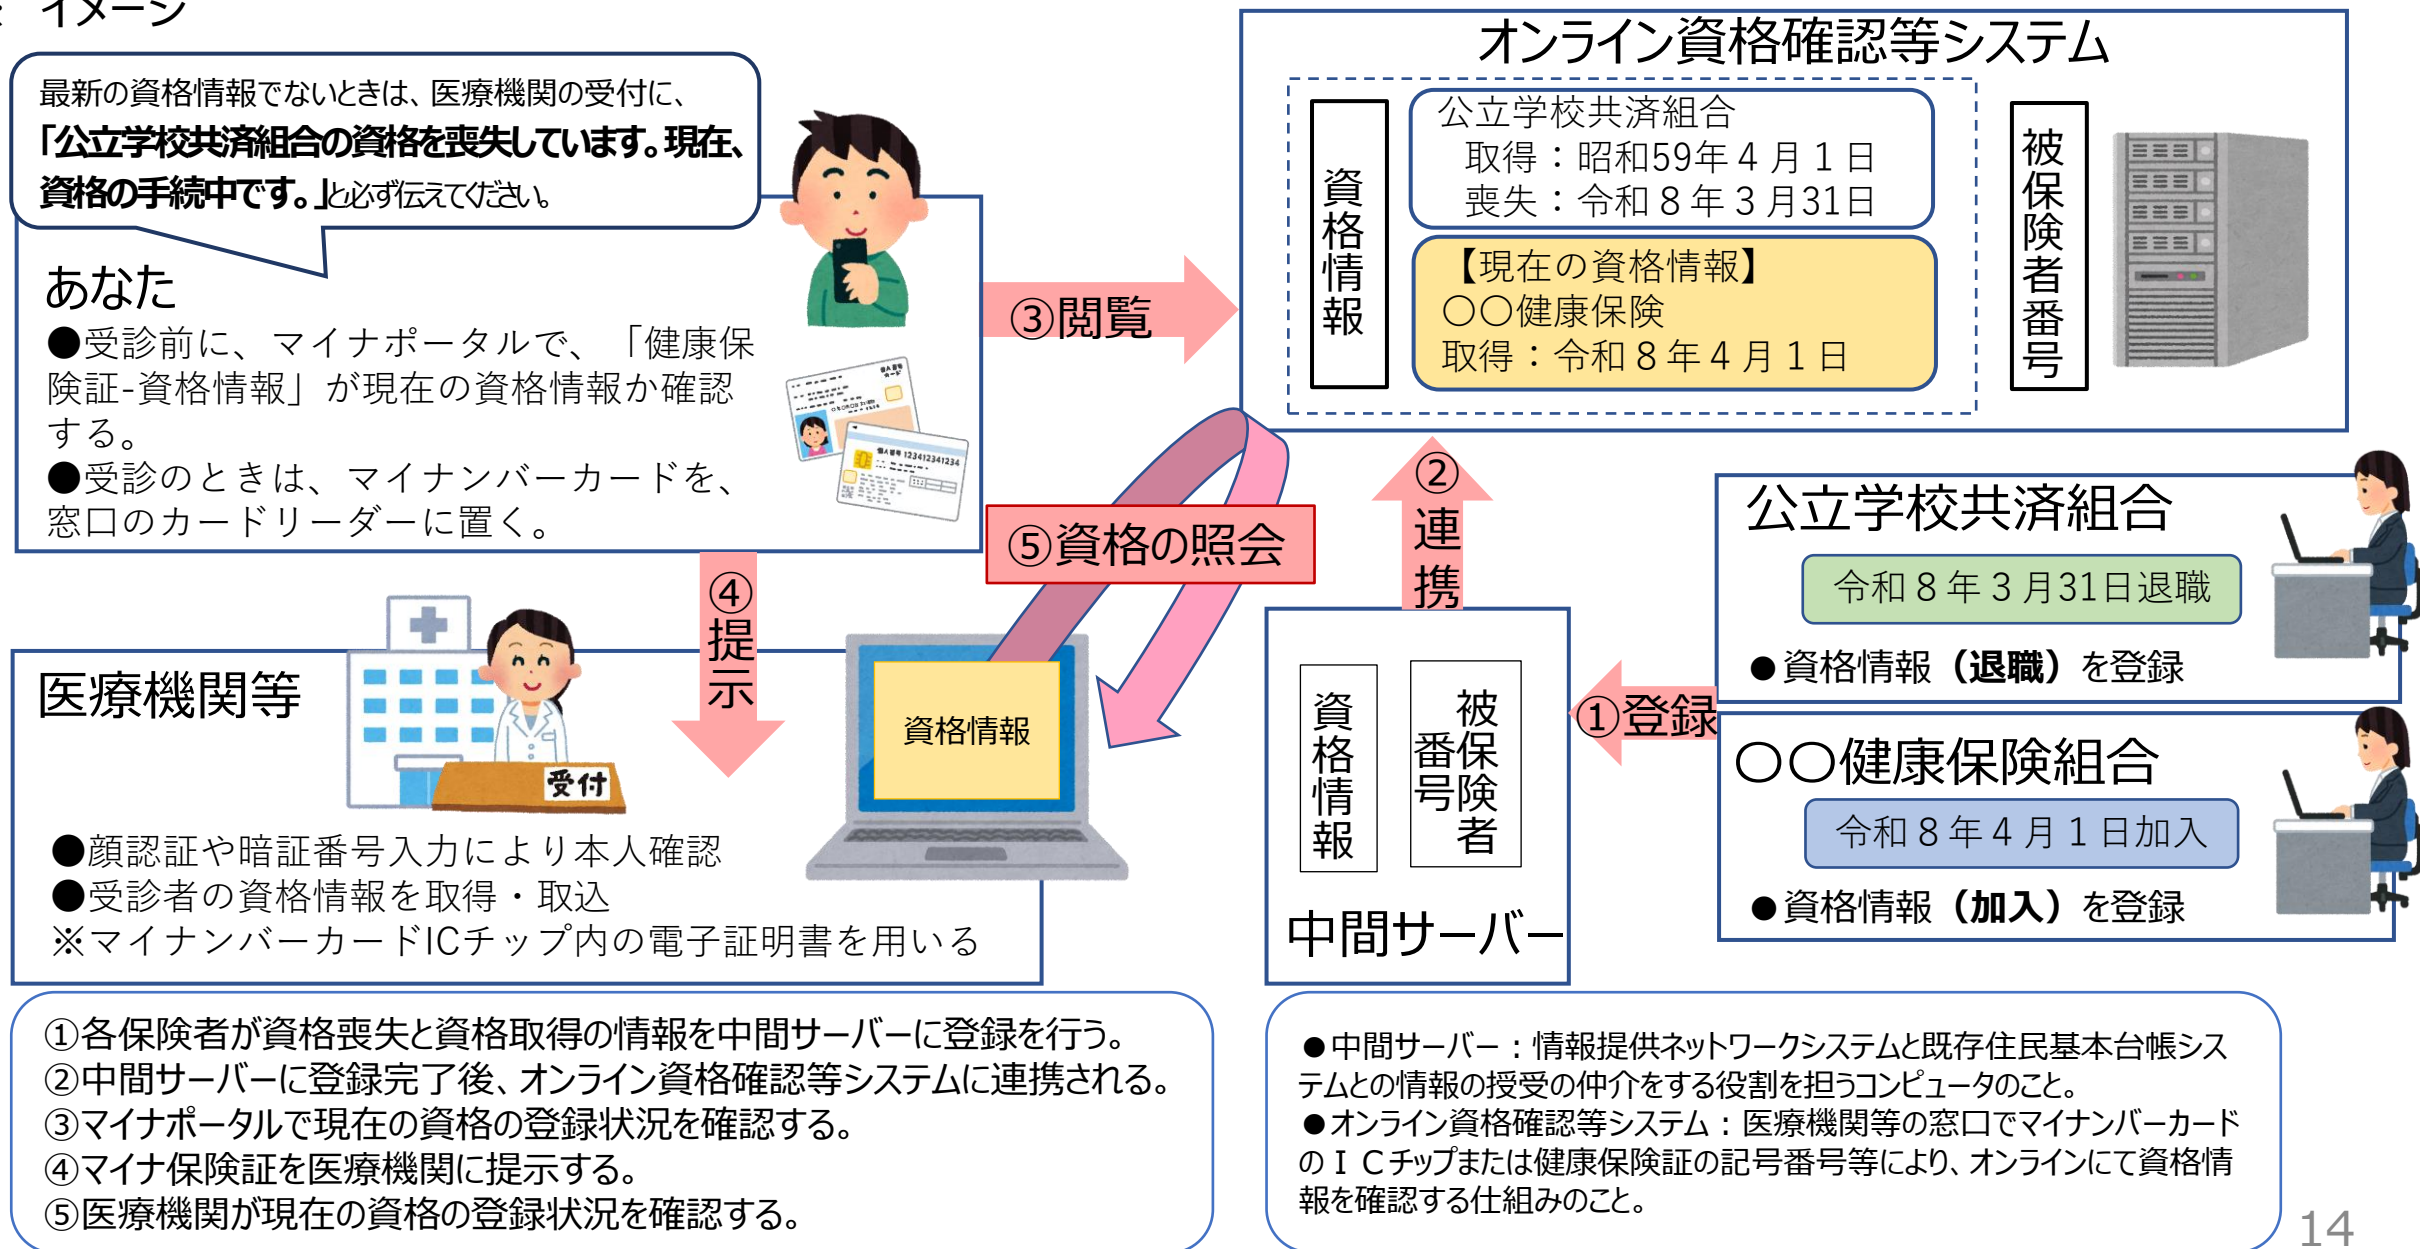 イメージ
最新の資格情報でないときは、医療機関の受付に、
「公立学校共済組合の資格を喪失しています。現在、
資格の手続中です。」と必ず伝えてください。
あなた
●受診前に、マイナポータルで、「健康保
険証-資格情報」が現在の資格情報か確認
する。
●受診のときは、マイナンバーカードを、
窓口のカードリーダーに置く。
個人番号
カード
個人番号 123412341234
③閲覧
オンライン資格確認等システム
資格情報
公立学校共済組合
取得：昭和59年４月１日
喪失：令和８年３月31日
【現在の資格情報】
〇〇健康保険
取得：令和８年４月１日
被保険者番号
②連携
⑤資格の照会
④提示
公立学校共済組合
令和８年３月31日退職
●資格情報（退職）を登録
①登録
〇〇健康保険組合
令和８年４月１日加入
●資格情報（加入）を登録
資格情報
被保険者
番号
中間サーバー
医療機関等
受付
資格情報
●顔認証や暗証番号入力により本人確認
●受診者の資格情報を取得・取込
※マイナンバーカードICチップ内の電子証明書を用いる
①各保険者が資格喪失と資格取得の情報を中間サーバーに登録を行う。
②中間サーバーに登録完了後、オンライン資格確認等システムに連携される。
③マイナポータルで現在の資格の登録状況を確認する。
④マイナ保険証を医療機関に提示する。
⑤医療機関が現在の資格の登録状況を確認する。
●中間サーバー：情報提供ネットワークシステムと既存住民基本台帳シス
テムとの情報の授受の仲介をする役割を担うコンピュータのこと。
●オンライン資格確認等システム：医療機関等の窓口でマイナンバーカード
のＩＣチップまたは健康保険証の記号番号等により、オンラインにて資格情
報を確認する仕組みのこと。
14